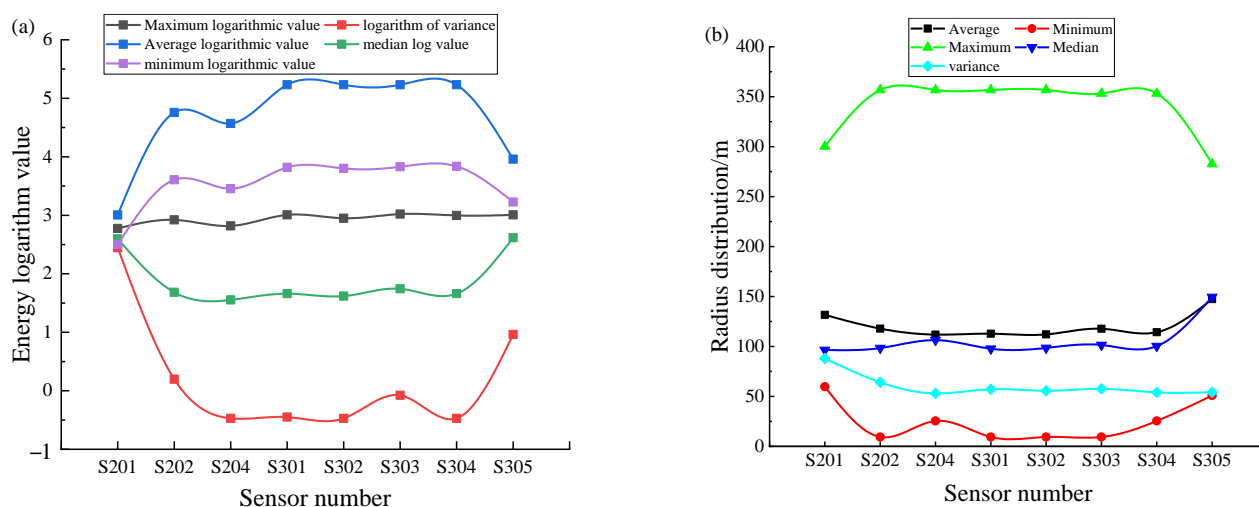 (a)
Maximum logarithmic value
logarithm of variance
Average logarithmic value
median log value
minimum logarithmic value
6
5
4
3
2
1
0
−1
Energy logarithm value
S201 S202 S204 S301 S302 S303 S304 S305
Sensor number
(b)
Average
Minimum
Maximum
Median
variance
400
350
300
250
200
150
100
50
0
Radius distribution/m
S201 S202 S204 S301 S302 S303 S304 S305
Sensor number